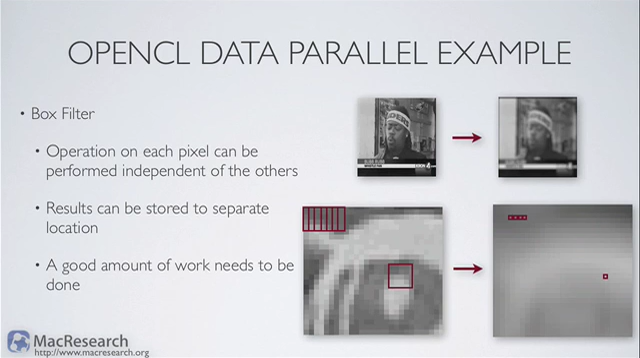 OPENCL DATA PARALLEL EXAMPLE
• Box Filter
• Operation on each pixel can be
performed independent of the others
• Results can be stored to separate
location
• A good amount of work needs to be
done
MacResearch
http://www.macresearch.org